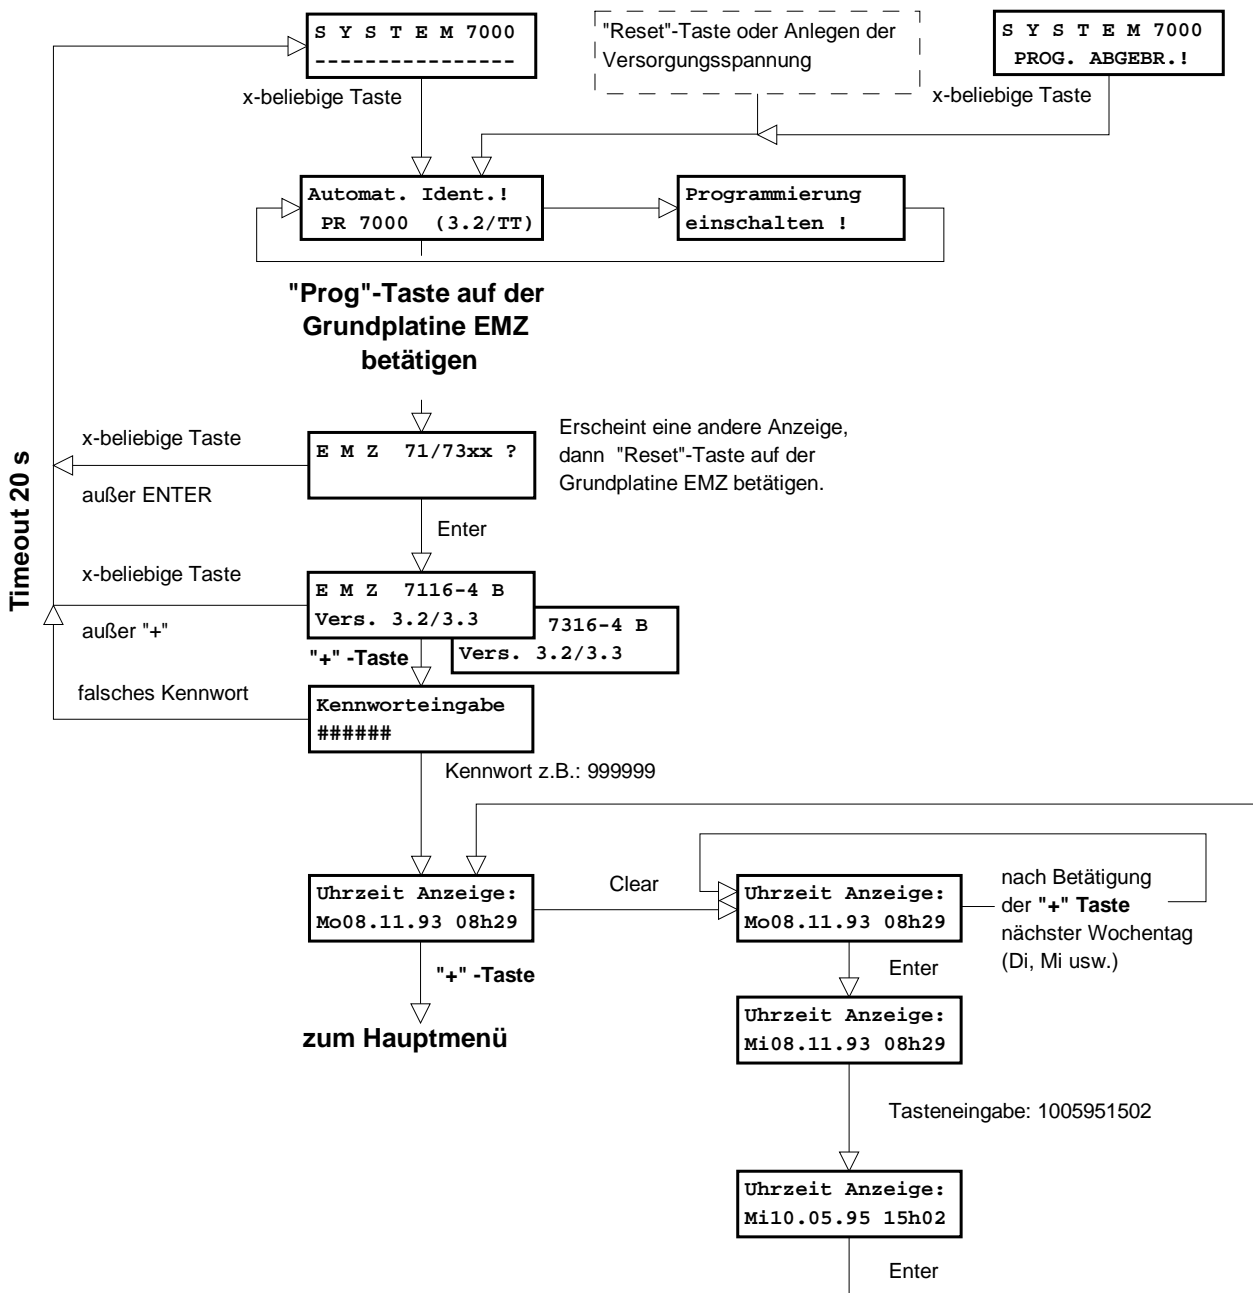 S Y S T E M 7000
----------------
"Reset"-Taste oder Anlegen der
Versorgungsspannung
S Y S T E M 7000
PROG. ABGEBR.!
x-beliebige Taste
x-beliebige Taste
Automat. Ident.!
PR 7000 (3.2/TT)
Programmierung
einschalten !
"Prog"-Taste auf der
Grundplatine EMZ
betätigen
Timeout 20 s
x-beliebige Taste
außer ENTER
E M Z 71/73xx ?
Erscheint eine andere Anzeige,
dann "Reset"-Taste auf der
Grundplatine EMZ betätigen.
Enter
x-beliebige Taste
außer "+"
E M Z 7116-4 B
Vers. 3.2/3.3
7316-4 B
Vers. 3.2/3.3
"+" -Taste
falsches Kennwort
Kennworteingabe
######
Kennwort z.B.: 999999
Uhrzeit Anzeige:
Mo08.11.93 08h29
Clear
Uhrzeit Anzeige:
Mo08.11.93 08h29
nach Betätigung
der "+" Taste
nächster Wochentag
(Di, Mi usw.)
"+" -Taste
zum Hauptmenü
Enter
Uhrzeit Anzeige:
Mi08.11.93 08h29
Tasteneingabe: 1005951502
Uhrzeit Anzeige:
Mi10.05.95 15h02
Enter